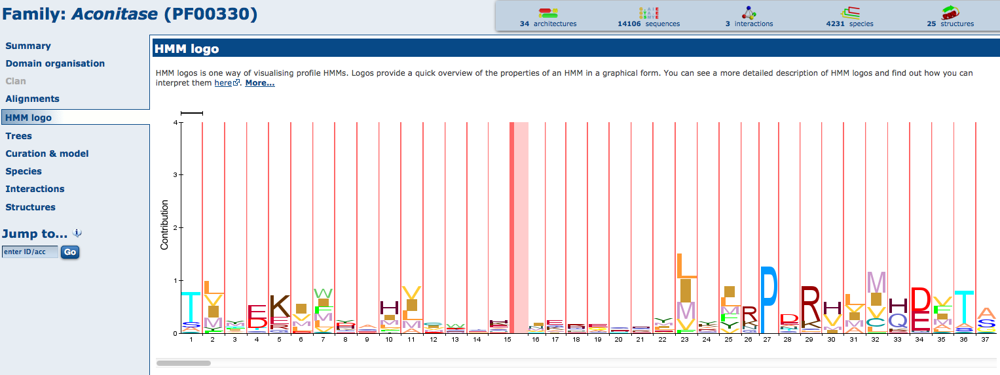 Family: Aconitase (PF00330)
34 architectures
14106 sequences
3 interactions
4231 species
25 structures
Summary
Domain organisation
Clan
Alignments
HMM logo
Trees
Curation & model
Species
Interactions
Structures
Jump to... i
enter ID/acc Go
HMM logo
HMM logos is one way of visualising profile HMMs. Logos provide a quick overview of the properties of an HMM in a graphical form. You can see a more detailed description of HMM logos and find out how you can
interpret them here. More...
Contribution
4
3
2
1
0
1 2 3 4 5 6 7 8 9 10 11 12 13 14 15 16 17 18 19 20 21 22 23 24 25 26 27 28 29 30 31 32 33 34 35 36 37